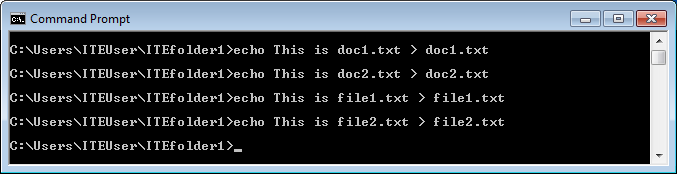 Command Prompt
C:\Users\ITEUser\ITEfolder1>echo This is doc1.txt > doc1.txt
C:\Users\ITEUser\ITEfolder1>echo This is doc2.txt > doc2.txt
C:\Users\ITEUser\ITEfolder1>echo This is file1.txt > file1.txt
C:\Users\ITEUser\ITEfolder1>echo This is file2.txt > file2.txt
C:\Users\ITEUser\ITEfolder1>_